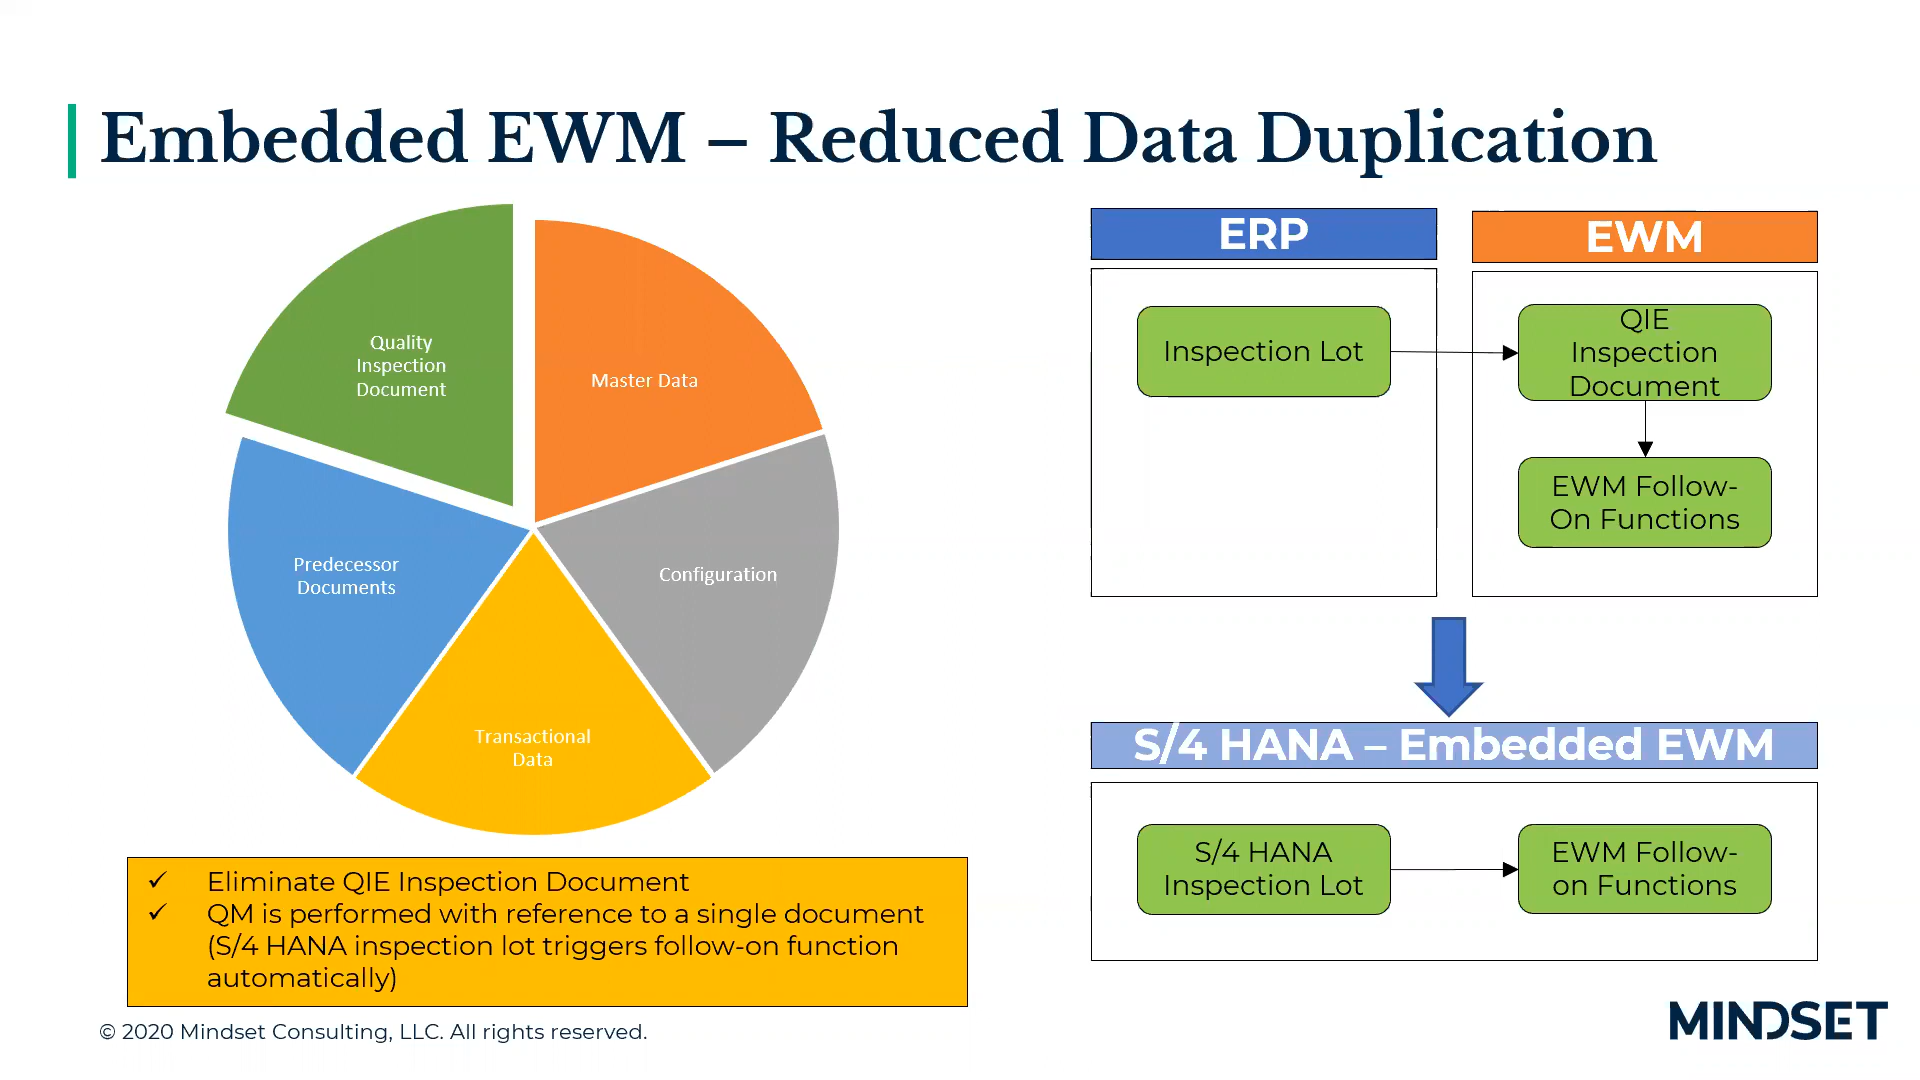 Embedded EWM – Reduced Data Duplication
Quality
Inspection
Document
Master Data
Predecessor
Documents
Configuration
Transactional
Data
ERP
EWM
Inspection Lot
QIE
Inspection
Document
EWM Follow-
On Functions
S/4 HANA – Embedded EWM
S/4 HANA
Inspection Lot
EWM Follow-
on Functions
✓ Eliminate QIE Inspection Document
✓ QM is performed with reference to a single document
(S/4 HANA inspection lot triggers follow-on function
automatically)
© 2020 Mindset Consulting, LLC. All rights reserved.
MINDSET